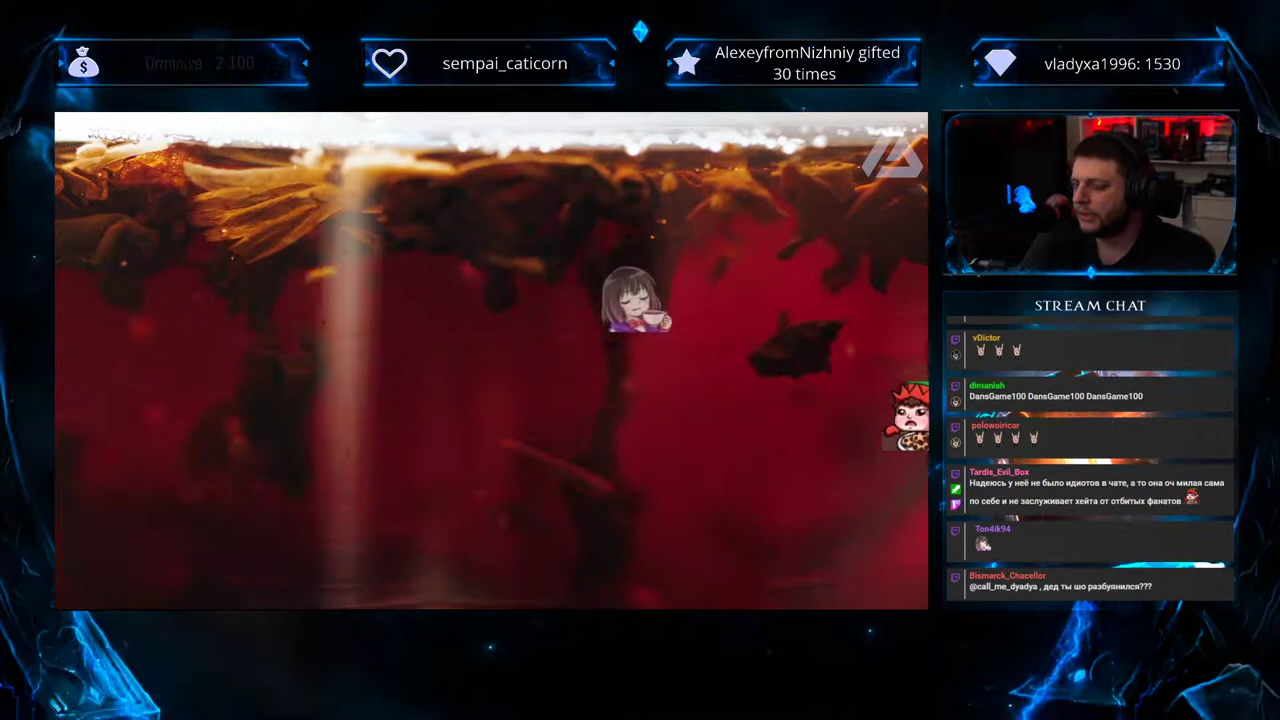 2 100
sempai_caticorn
AlexeyfromNizhniy gifted
30 times
vladyxa1996: 1530
STREAM CHAT
vDictor
dimanish
DansGame100 DansGame100 DansGame100
polowoiricar
Tardis_Evil_Box
Надеюсь у неё не было идиотов в чате, а то она оч милая сама
по себе и не заслуживает хейта от отбитых фанатов
Ton4ik94
Bismarck_Chacellor
@call_me_dyadya , дед ты шо разбуянился???